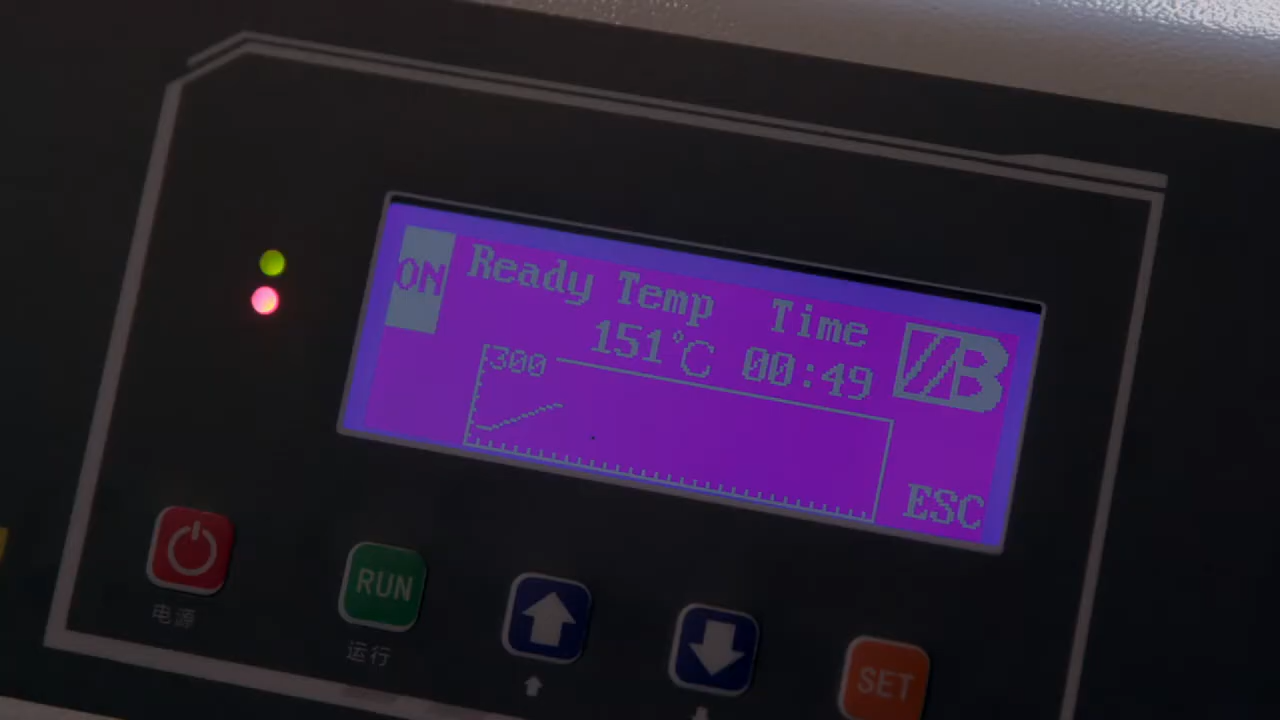 ON Ready Temp Time
151°C 00:49
300
B
ESC
RUN
SET
电源
运行